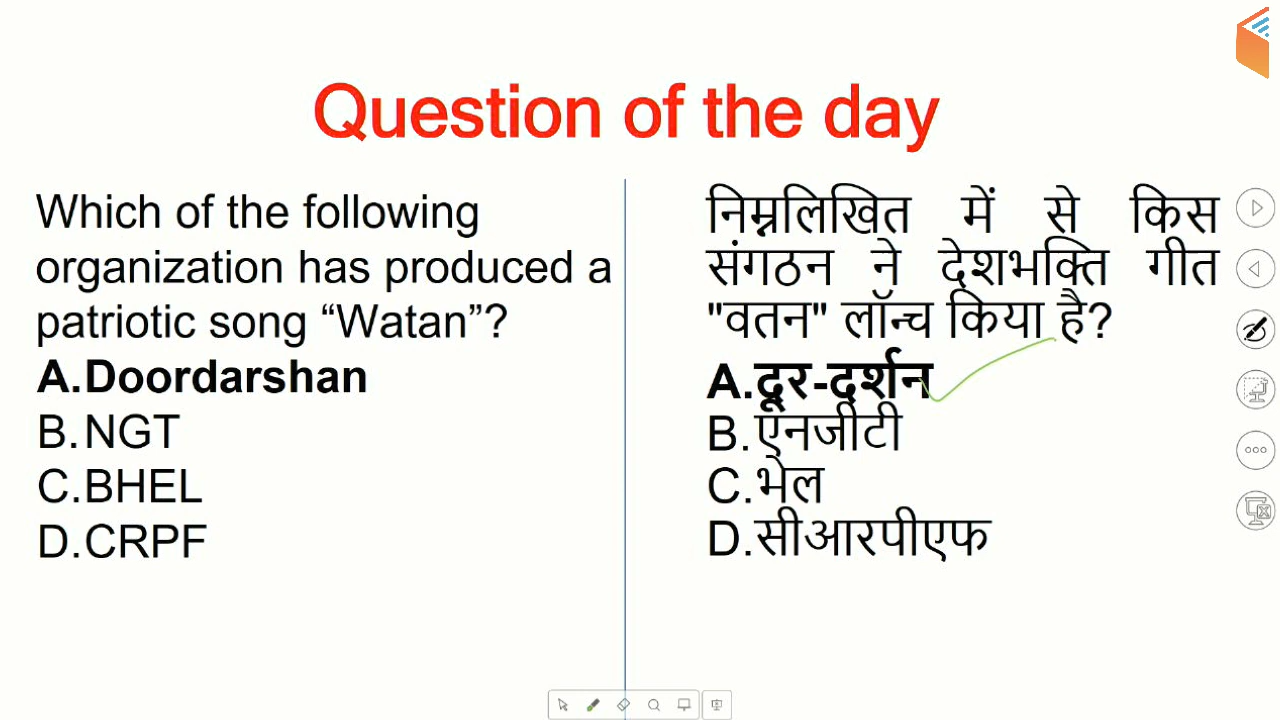 Question of the day
Which of the following
organization has produced a
patriotic song “Watan”?
A.Doordarshan
B.NGT
C.BHEL
D.CRPF
निम्नलिखित में से किस
संगठन ने देशभक्ति गीत
"वतन" लॉन्च किया है?
A.दूर-दर्शन
B.एनजीटी
C.भेल
D.सीआरपीएफ